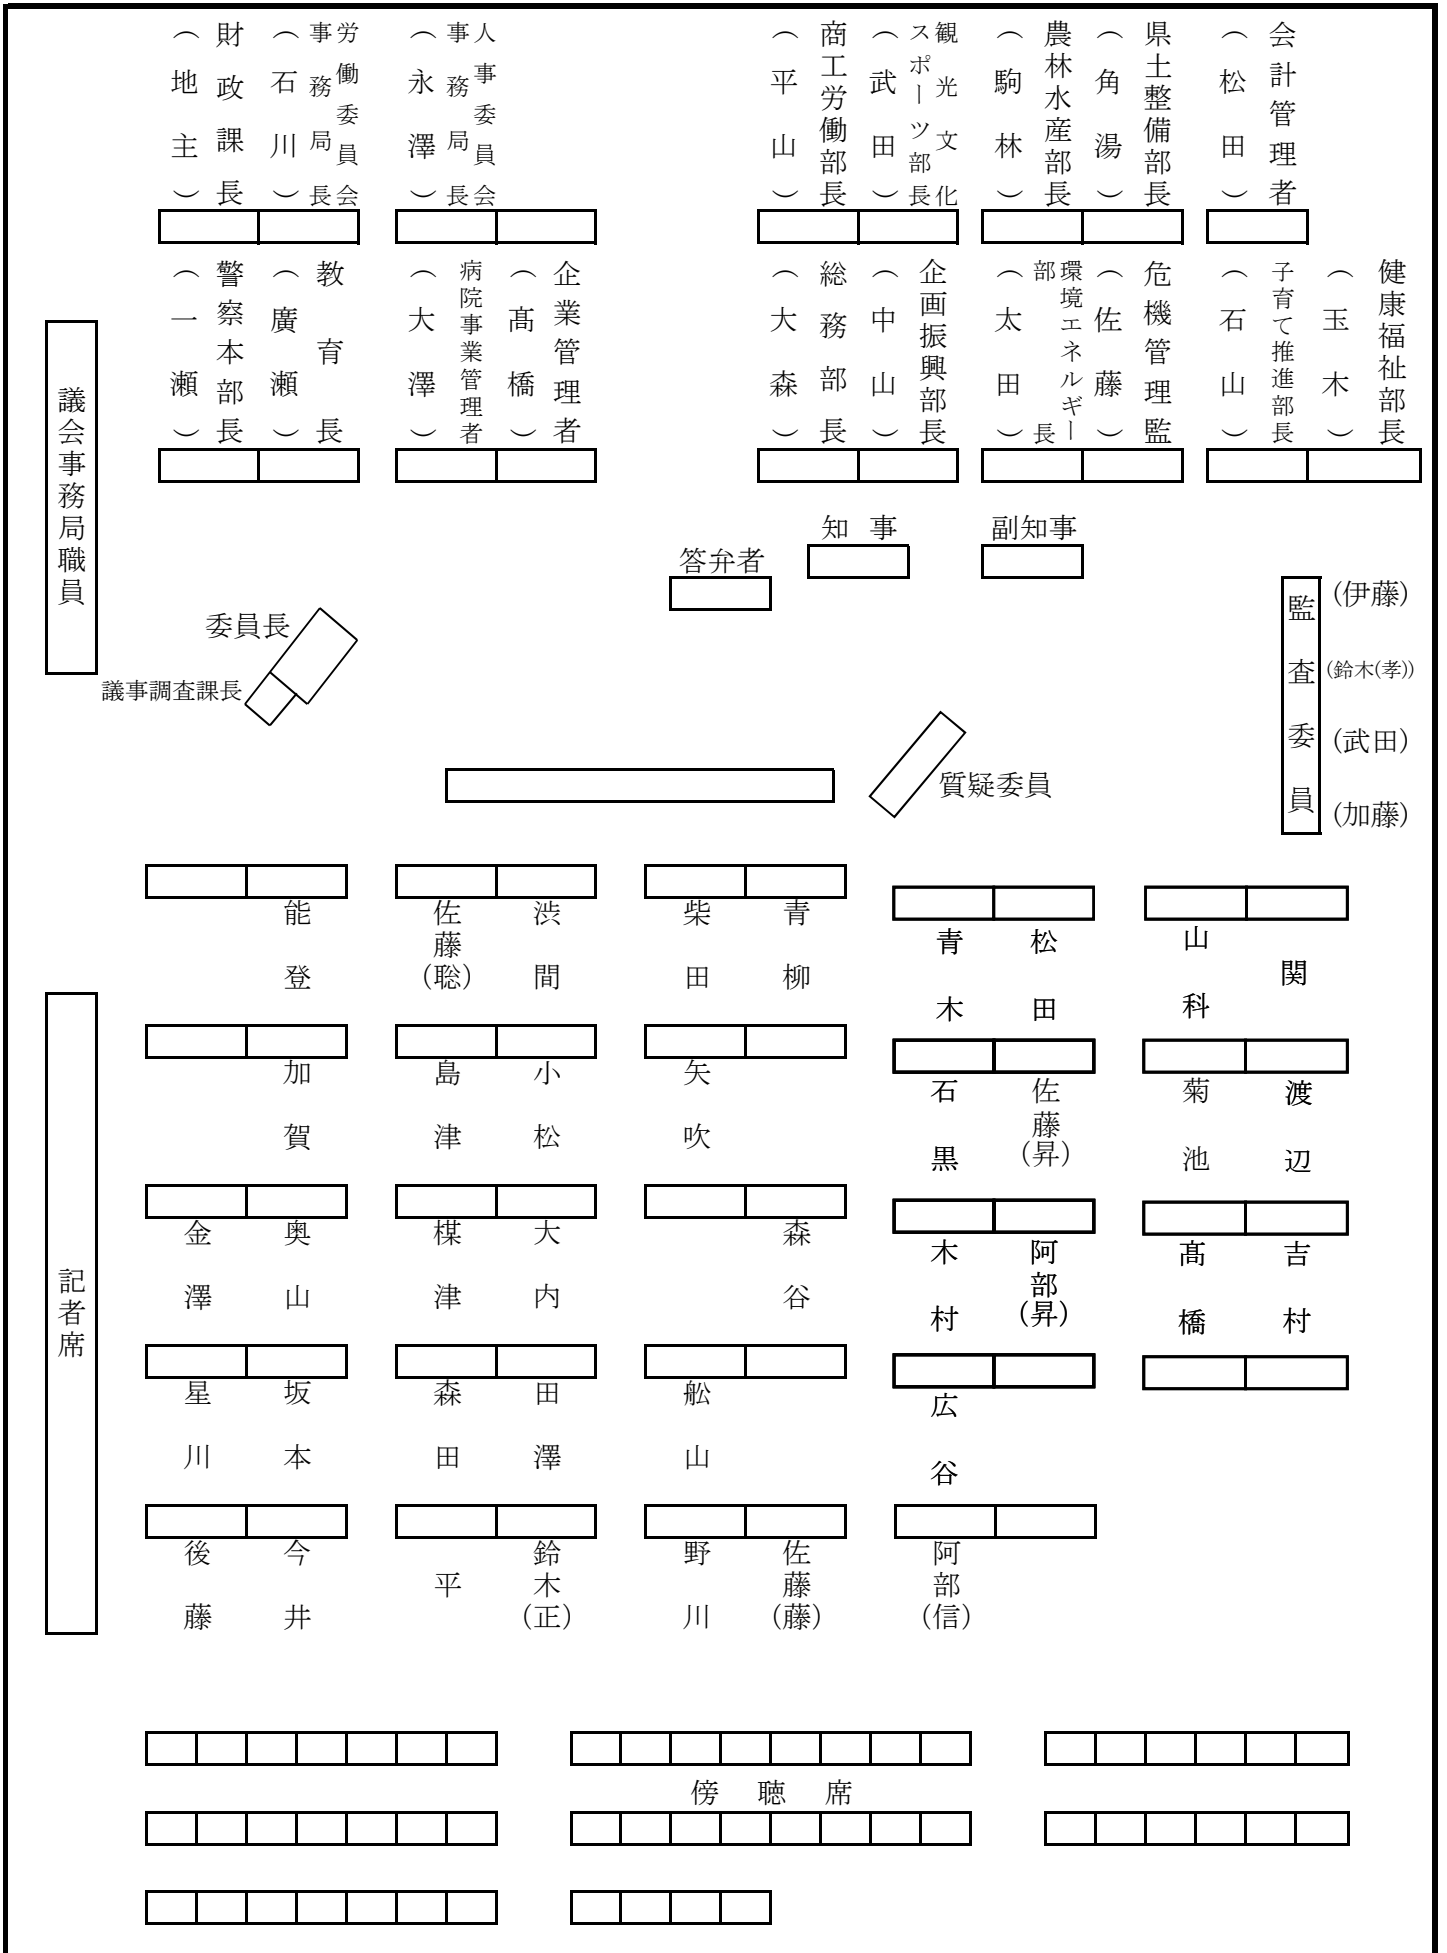 財政課長
（地主）
労働委員会
事務局長
（石川）
人事委員会
事務局長
（永澤）
商工労働部長
（平山）
観光文化
スポーツ部長
（武田）
農林水産部長
（駒林）
県土整備部長
（角湯）
会計管理者
（松田）
警察本部長
（一瀬）
教育長
（廣瀬）
病院事業管理者
（大澤）
企業管理者
（髙橋）
総務部長
（大森）
企画振興部長
（中山）
環境エネルギー
部長
（太田）
危機管理監
（佐藤）
子育て推進部長
（石山）
健康福祉部長
（玉木）
議会事務局職員
知事
副知事
答弁者
委員長
議事調査課長
監査委員
(伊藤)
(鈴木(孝))
(武田)
(加藤)
質疑委員
能登
佐藤(聡)
渋間
柴田
青柳
青木
松田
山科
関
加賀
島津
小松
矢吹
石黒
佐藤(昇)
菊池
渡辺
金澤
奥山
楳津
大内
森谷
木村
阿部(昇)
髙橋
吉村
星川
坂本
森田
田澤
舩山
広谷
後藤
今井
平
鈴木(正)
野川
佐藤(藤)
阿部(信)
記者席
傍聴席